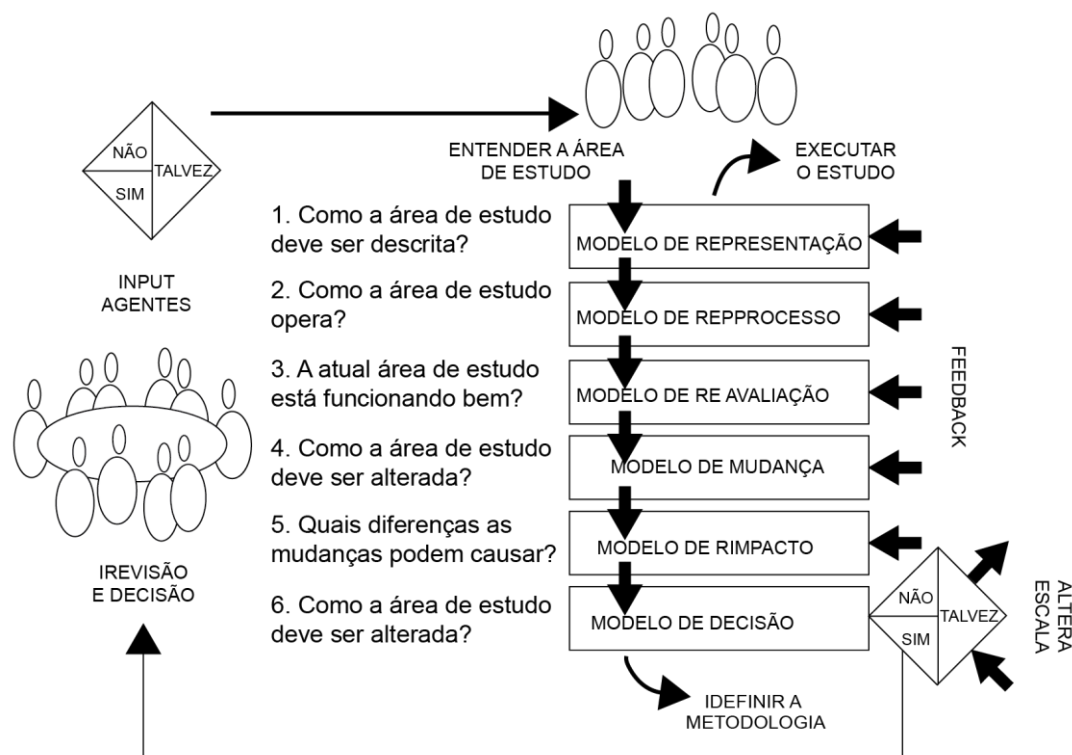 ENTENDER A ÁREA
DE ESTUDO
EXECUTAR
O ESTUDO
NÃO
TALVEZ
SIM
INPUT
AGENTES
1. Como a área de estudo
deve ser descrita?
MODELO DE REPRESENTAÇÃO
2. Como a área de estudo
opera?
MODELO DE REPPROCESSO
3. A atual área de estudo
está funcionando bem?
MODELO DE RE AVALIAÇÃO
4. Como a área de estudo
deve ser alterada?
MODELO DE MUDANÇA
5. Quais diferenças as
mudanças podem causar?
MODELO DE RIMPACTO
6. Como a área de estudo
deve ser alterada?
MODELO DE DECISÃO
FEEDBACK
IREVISÃO
E DECISÃO
NÃO
TALVEZ
SIM
ALTERA
ESCALA
IDEFINIR A
METODOLOGIA